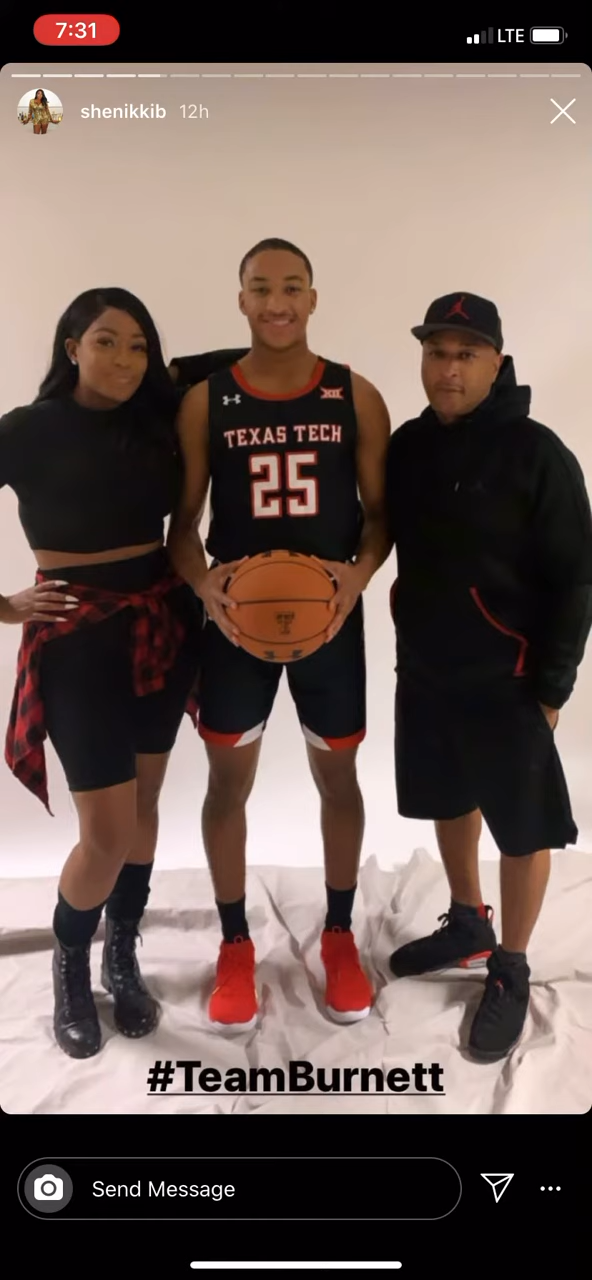 7:31
LTE
shenikkib 12h
XII
TEXAS TECH
25
#TeamBurnett
Send Message